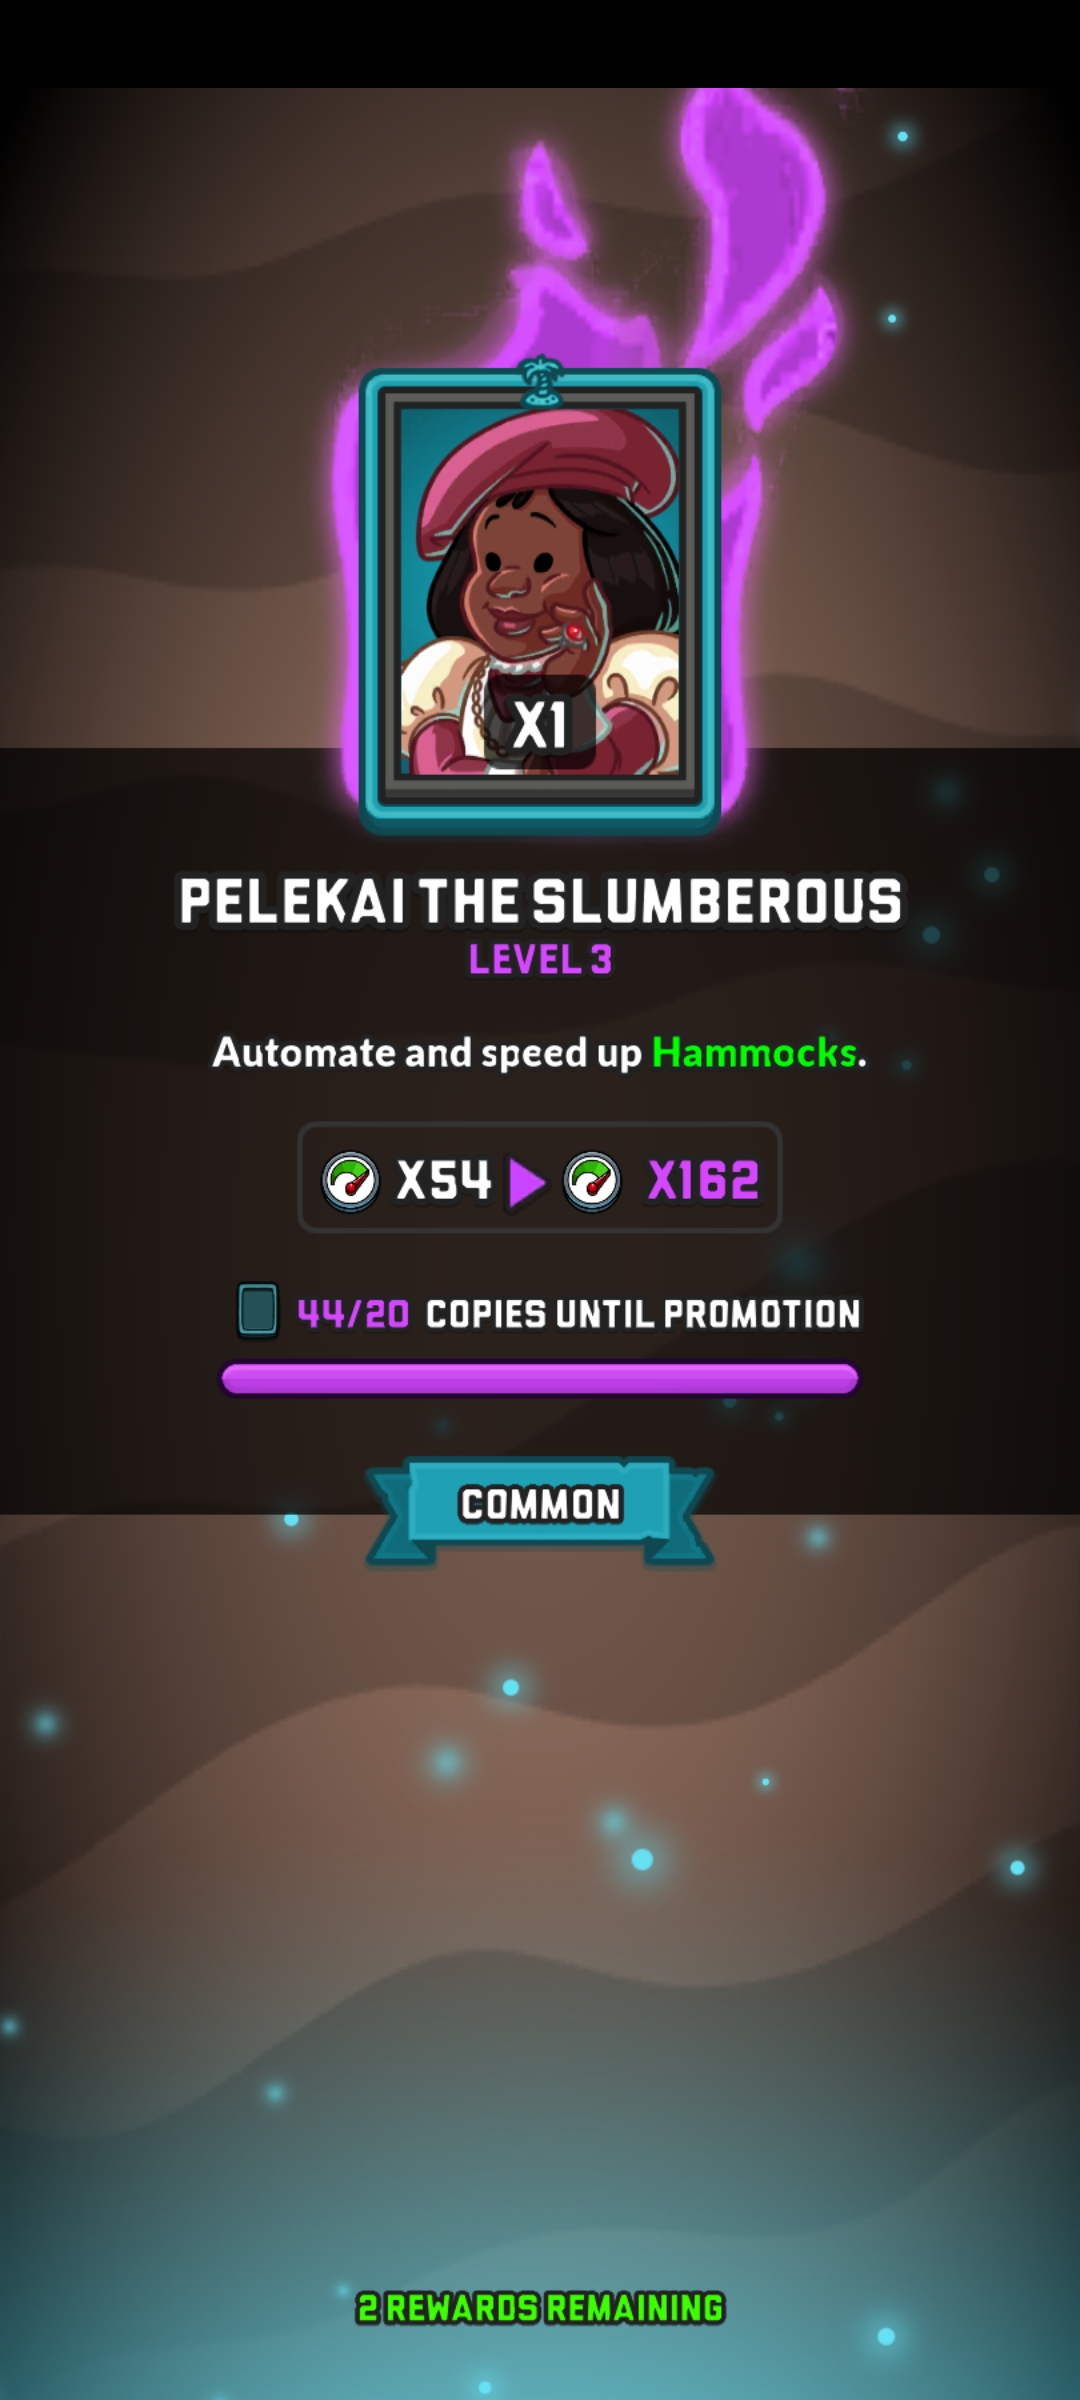 X1
PELEKAI THE SLUMBEROUS
LEVEL 3
Automate and speed up Hammocks.
X54 X162
44/20 COPIES UNTIL PROMOTION
COMMON
2 REWARDS REMAINING